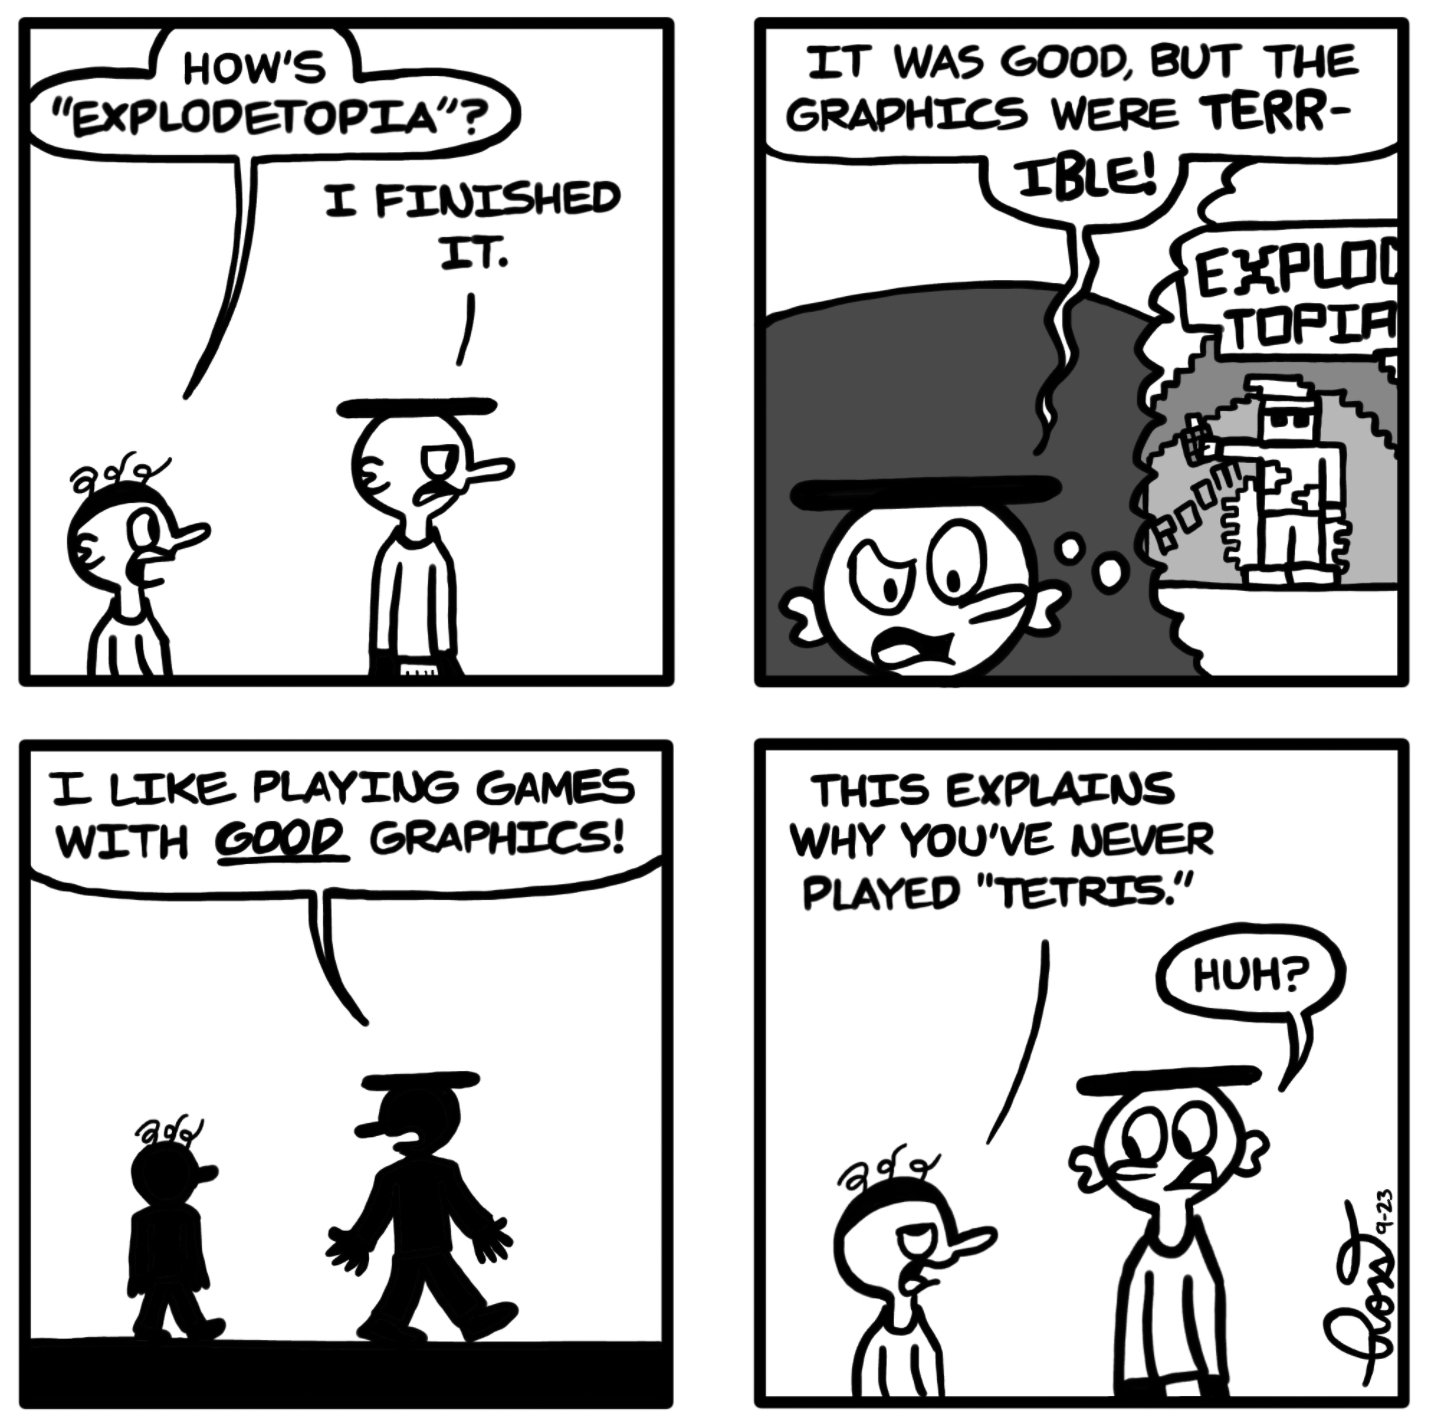 HOW'S
"EXPLODETOPIA"?
I FINISHED
IT.
IT WAS GOOD, BUT THE
GRAPHICS WERE TERR-
IBLE!
EXPLOD
TOPIA
BOOM
I LIKE PLAYING GAMES
WITH GOOD GRAPHICS!
THIS EXPLAINS
WHY YOU'VE NEVER
PLAYED "TETRIS."
HUH?
9-23